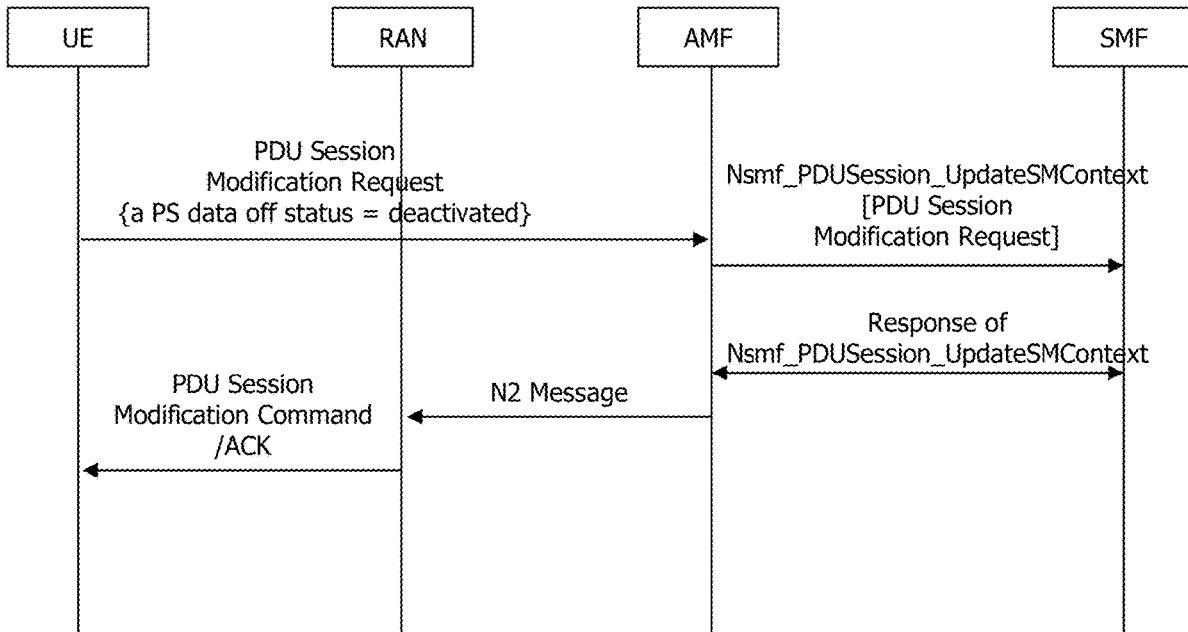 UE
RAN
AMF
SMF
PDU Session
Modification Request
{a PS data off status = deactivated}
Nsmf_PDUSession_UpdateSMContext
[PDU Session
Modification Request]
Response of
Nsmf_PDUSession_UpdateSMContext
N2 Message
PDU Session
Modification Command
/ACK